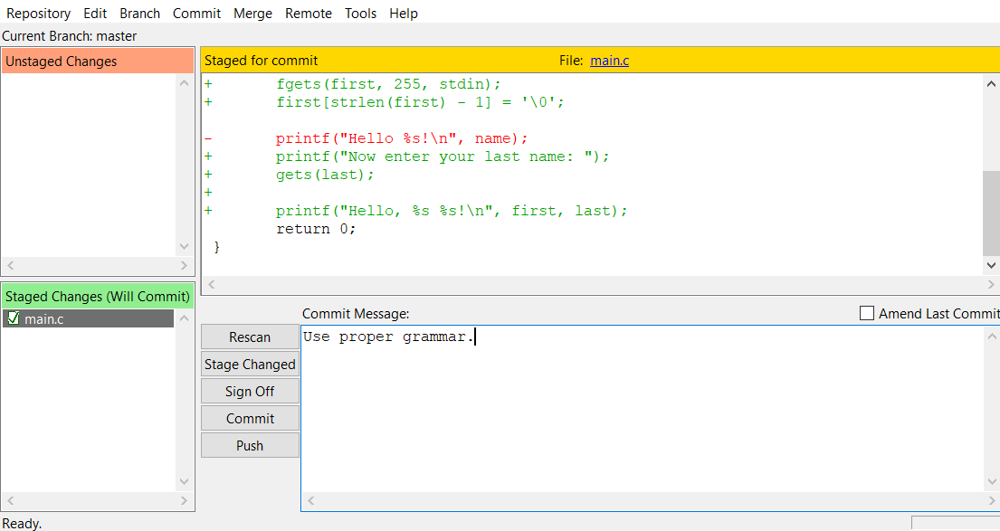 Repository Edit Branch Commit Merge Remote Tools Help
Current Branch: master
Unstaged Changes
Staged for commit File: main.c
+ fgets(first, 255, stdin);
+ first[strlen(first) - 1] = '\0';
- printf("Hello %s!\n", name);
+ printf("Now enter your last name: ");
+ gets(last);
+
+ printf("Hello, %s %s!\n", first, last);
return 0;
}
Staged Changes (Will Commit)
main.c
Commit Message:
Amend Last Commit
Use proper grammar.
Rescan
Stage Changed
Sign Off
Commit
Push
Ready.